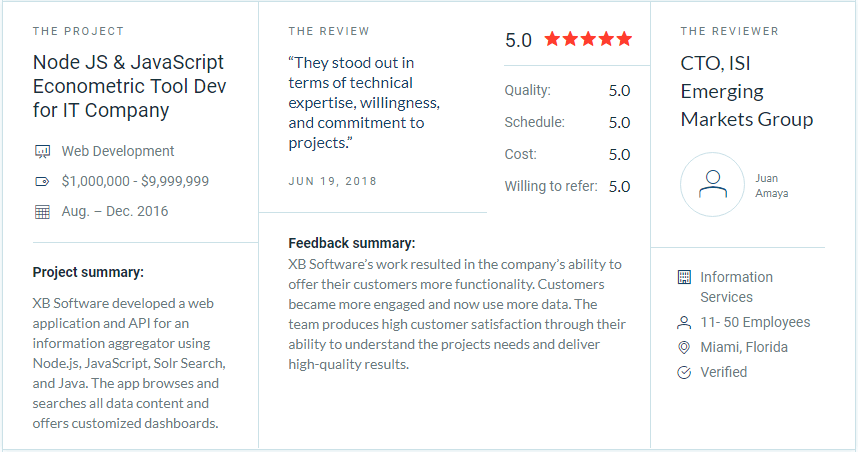 THE PROJECT
Node JS & JavaScript
Econometric Tool Dev
for IT Company
Web Development
$1,000,000 - $9,999,999
Aug. – Dec. 2016
Project summary:
XB Software developed a web
application and API for an
information aggregator using
Node.js, JavaScript, Solr Search,
and Java. The app browses and
searches all data content and
offers customized dashboards.
THE REVIEW
“They stood out in
terms of technical
expertise, willingness,
and commitment to
projects.”
JUN 19, 2018
5.0
Quality: 5.0
Schedule: 5.0
Cost: 5.0
Willing to refer: 5.0
Feedback summary:
XB Software’s work resulted in the company’s ability to
offer their customers more functionality. Customers
became more engaged and now use more data. The
team produces high customer satisfaction through their
ability to understand the projects needs and deliver
high-quality results.
THE REVIEWER
CTO, ISI
Emerging
Markets Group
Juan
Amaya
Information
Services
11- 50 Employees
Miami, Florida
Verified